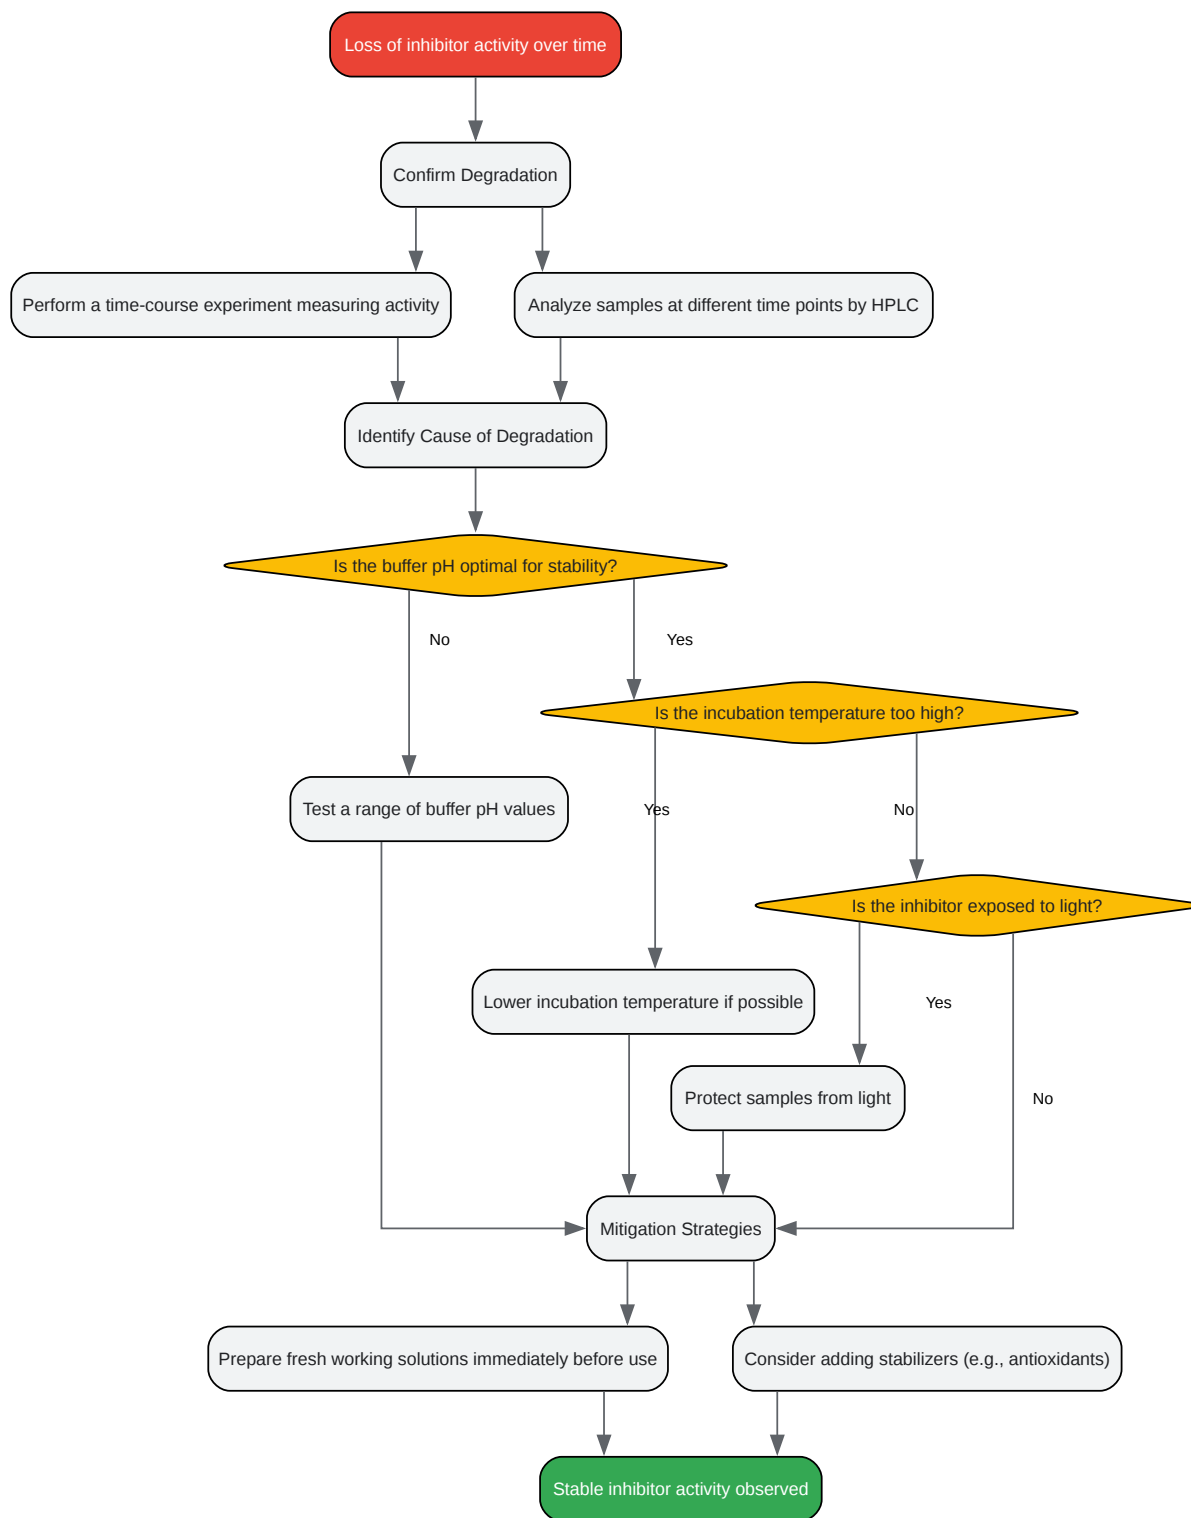 Loss of inhibitor activity over time
Confirm Degradation
Perform a time-course experiment measuring activity
Analyze samples at different time points by HPLC
Identify Cause of Degradation
Is the buffer pH optimal for stability?
No
Yes
Is the incubation temperature too high?
Test a range of buffer pH values
Yes
No
Is the inhibitor exposed to light?
Lower incubation temperature if possible
Yes
Protect samples from light
No
Mitigation Strategies
Prepare fresh working solutions immediately before use
Consider adding stabilizers (e.g., antioxidants)
Stable inhibitor activity observed